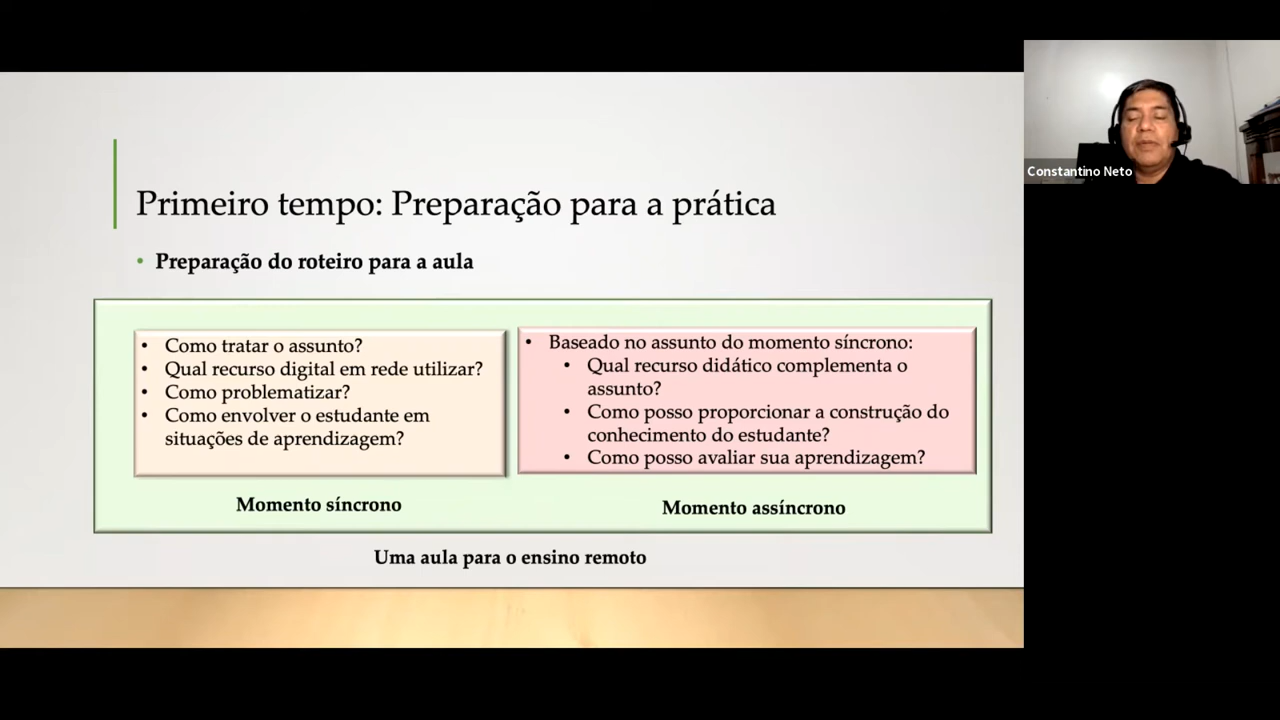 Primeiro tempo: Preparação para a prática
• Preparação do roteiro para a aula
• Como tratar o assunto?
• Qual recurso digital em rede utilizar?
• Como problematizar?
• Como envolver o estudante em
situações de aprendizagem?
• Baseado no assunto do momento síncrono:
• Qual recurso didático complementa o
assunto?
• Como posso proporcionar a construção do
conhecimento do estudante?
• Como posso avaliar sua aprendizagem?
Momento síncrono
Momento assíncrono
Uma aula para o ensino remoto
Constantino Neto